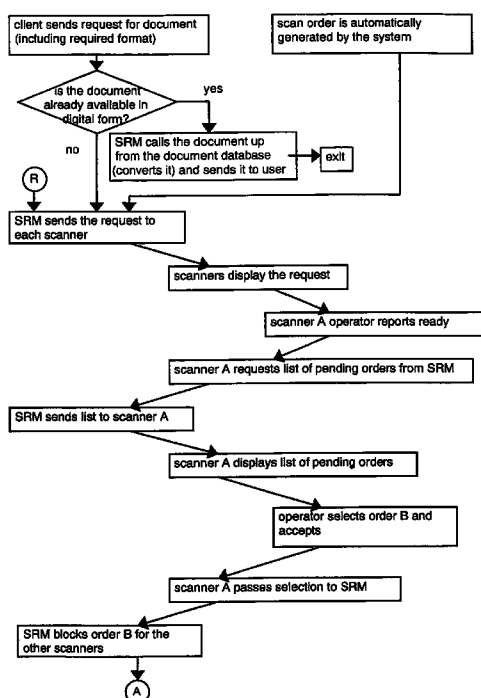 client sends request for document
(including required format)
scan order is automatically
generated by the system
is the document
already available in
digital form?
yes
no
SRM calls the document up
from the document database
(converts it) and sends it to user
exit
R
SRM sends the request to
each scanner
scanners display the request
scanner A operator reports ready
scanner A requests list of pending orders from SRM
SRM sends list to scanner A
scanner A displays list of pending orders
operator selects order B and
accepts
scanner A passes selection to SRM
SRM blocks order B for the
other scanners
A